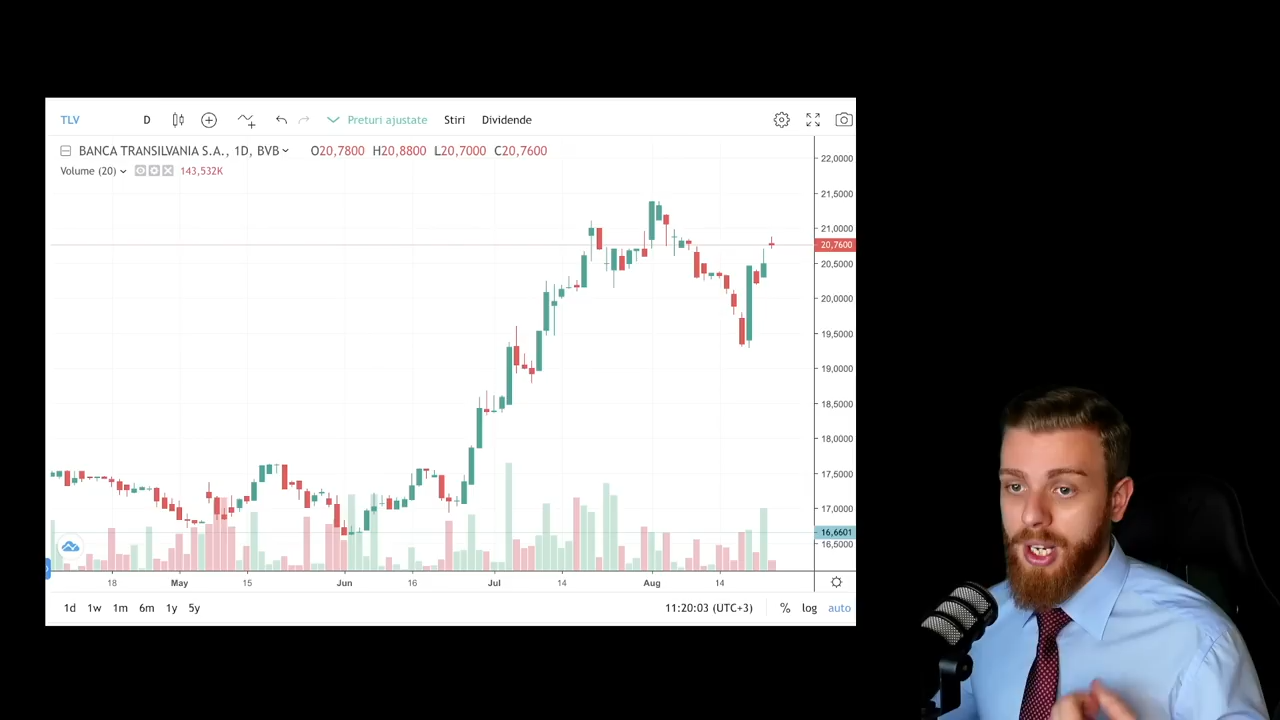 TLV D Preturi ajustate Stiri Dividende
BANCA TRANSILVANIA S.A., 1D, BVB O20,7800 H20,8800 L20,7000 C20,7600
Volume (20) 143,532K
22,0000
21,5000
21,0000
20,7600
20,5000
20,0000
19,5000
19,0000
18,5000
18,0000
17,5000
17,0000
16,6601
16,5000
18 May 15 Jun 16 Jul 14 Aug 14
1d 1w 1m 6m 1y 5y 11:20:03 (UTC+3) % log auto